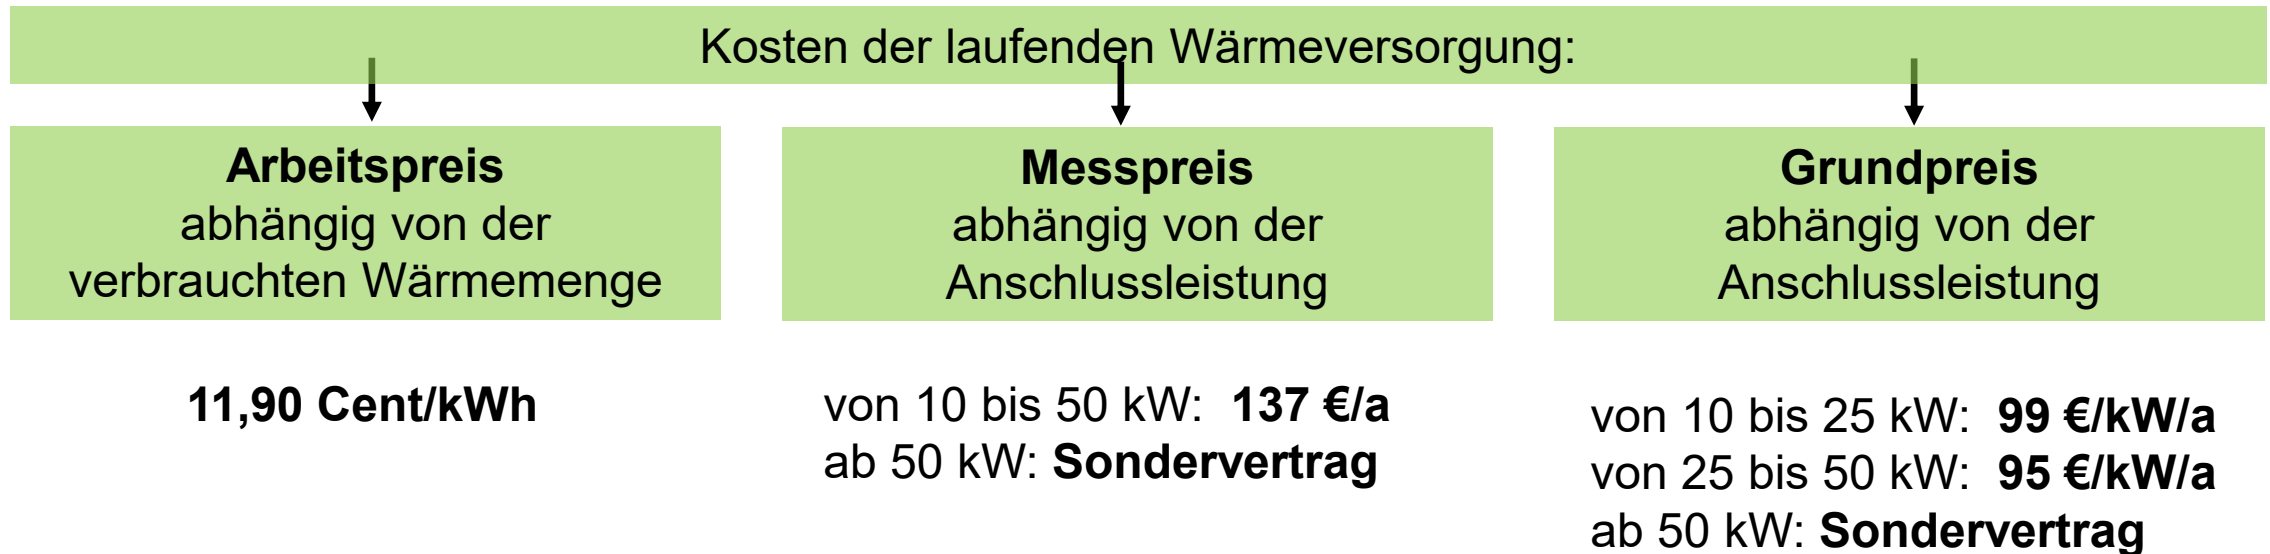 Kosten der laufenden Wärmeversorgung:
Arbeitspreis
abhängig von der
verbrauchten Wärmemenge
11,90 Cent/kWh
Messpreis
abhängig von der
Anschlussleistung
von 10 bis 50 kW: 137 €/a
ab 50 kW: Sondervertrag
Grundpreis
abhängig von der
Anschlussleistung
von 10 bis 25 kW: 99 €/kW/a
von 25 bis 50 kW: 95 €/kW/a
ab 50 kW: Sondervertrag